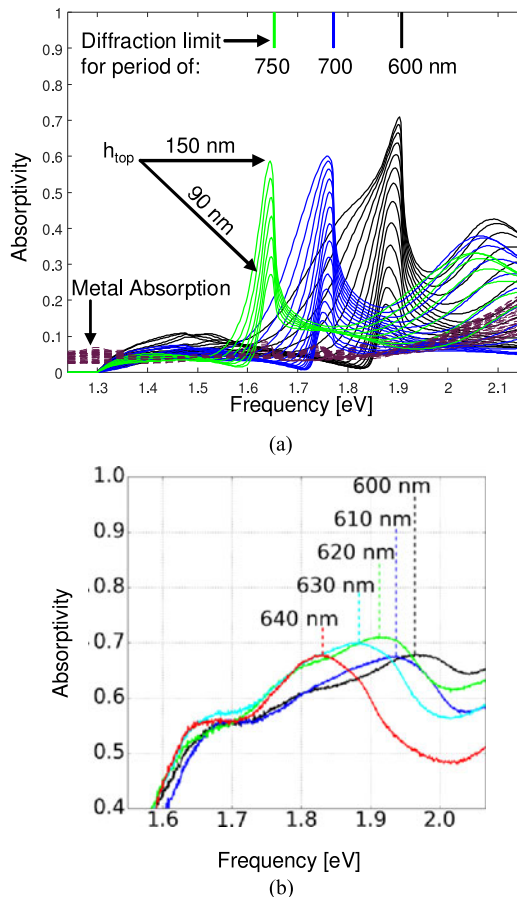 1
0.9
0.8
0.7
0.6
0.5
0.4
0.3
0.2
0.1
0
Absorptivity
Diffraction limit
for period of:
750
700
600 nm
h_top
150 nm
90 nm
Metal Absorption
1.3
1.4
1.5
1.6
1.7
1.8
1.9
2
2.1
Frequency [eV]
(a)
1.0
0.9
0.8
0.7
0.6
0.5
0.4
Absorptivity
600 nm
610 nm
620 nm
630 nm
640 nm
1.6
1.7
1.8
1.9
2.0
Frequency [eV]
(b)